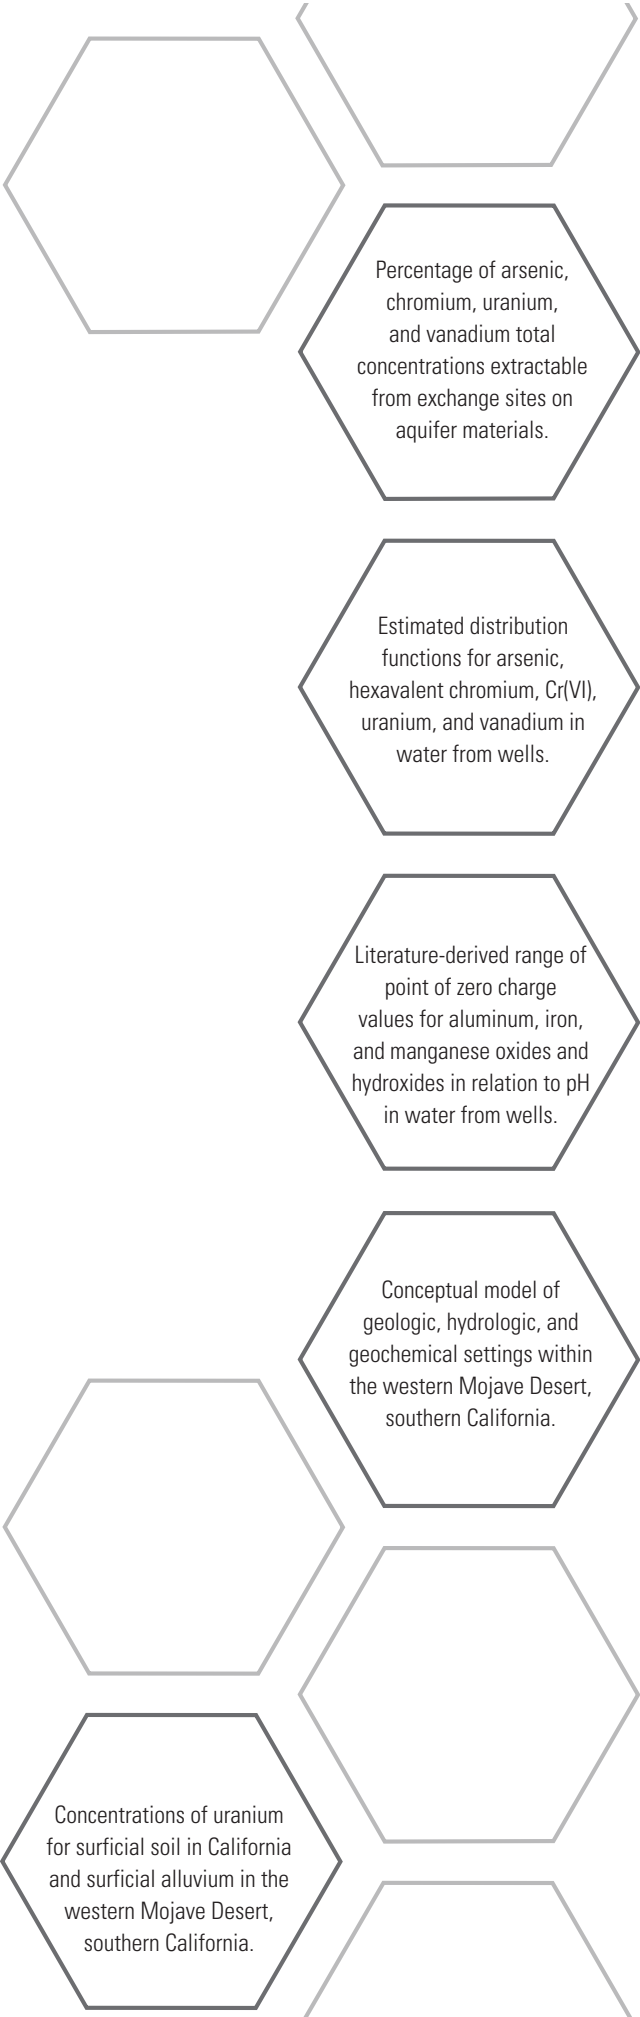 Percentage of arsenic,
chromium, uranium,
and vanadium total
concentrations extractable
from exchange sites on
aquifer materials.
Estimated distribution
functions for arsenic,
hexavalent chromium, Cr(VI),
uranium, and vanadium in
water from wells.
Literature-derived range of
point of zero charge
values for aluminum, iron,
and manganese oxides and
hydroxides in relation to pH
in water from wells.
Conceptual model of
geologic, hydrologic, and
geochemical settings within
the western Mojave Desert,
southern California.
Concentrations of uranium
for surficial soil in California
and surficial alluvium in the
western Mojave Desert,
southern California.